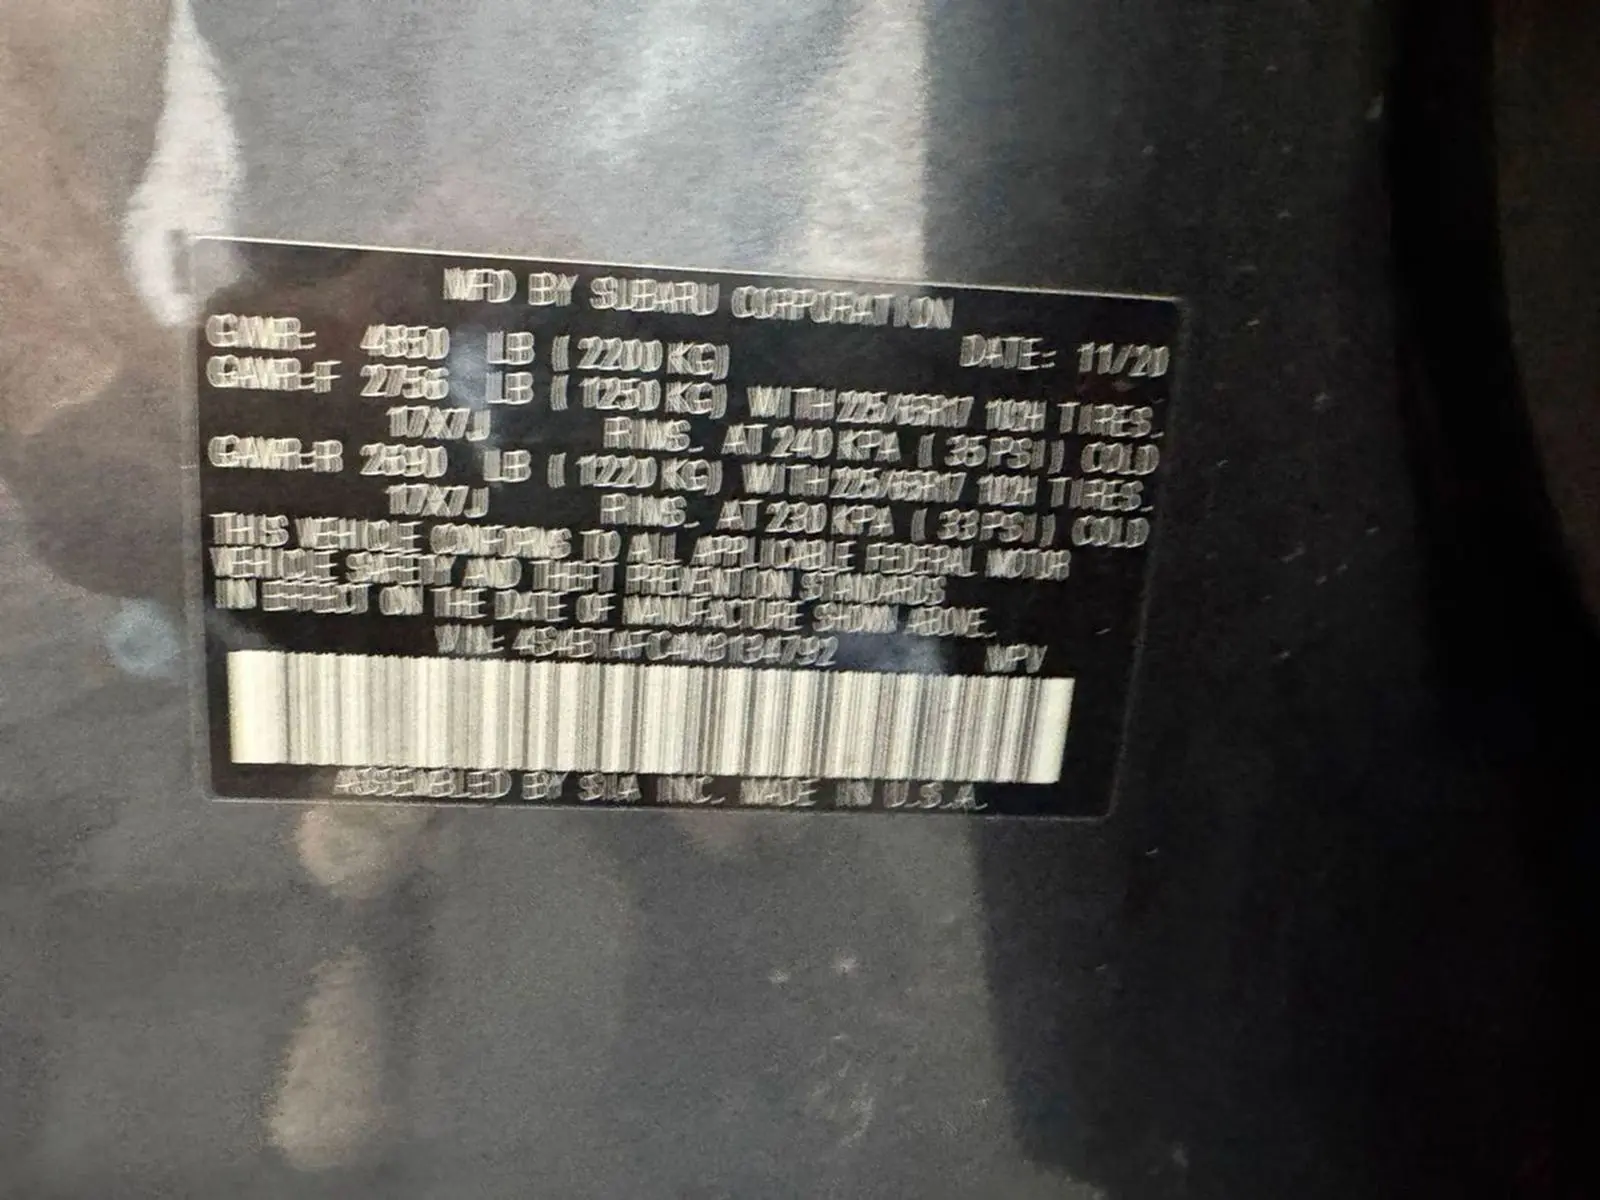 MFD BY SUBARU CORPORATION
GVWR: 4850 LB (2200 KG) DATE: 11/20
GAWR-F 2756 LB (1250 KG) WITH 225/65R17 102H TIRES.
17X7J RIMS. AT 240 KPA (35 PSI) COLD
GAWR-R 2690 LB (1220 KG) WITH 225/65R17 102H TIRES.
17X7J RIMS. AT 230 KPA (33 PSI) COLD
THIS VEHICLE CONFORMS TO ALL APPLICABLE FEDERAL MOTOR
VEHICLE SAFETY AND THEFT PREVENTION STANDARDS
IN EFFECT ON THE DATE OF MANUFACTURE SHOWN ABOVE.
VIN: 4S4BTAFC4M3134792 MPV
ASSEMBLED BY SIA INC. MADE IN U.S.A.